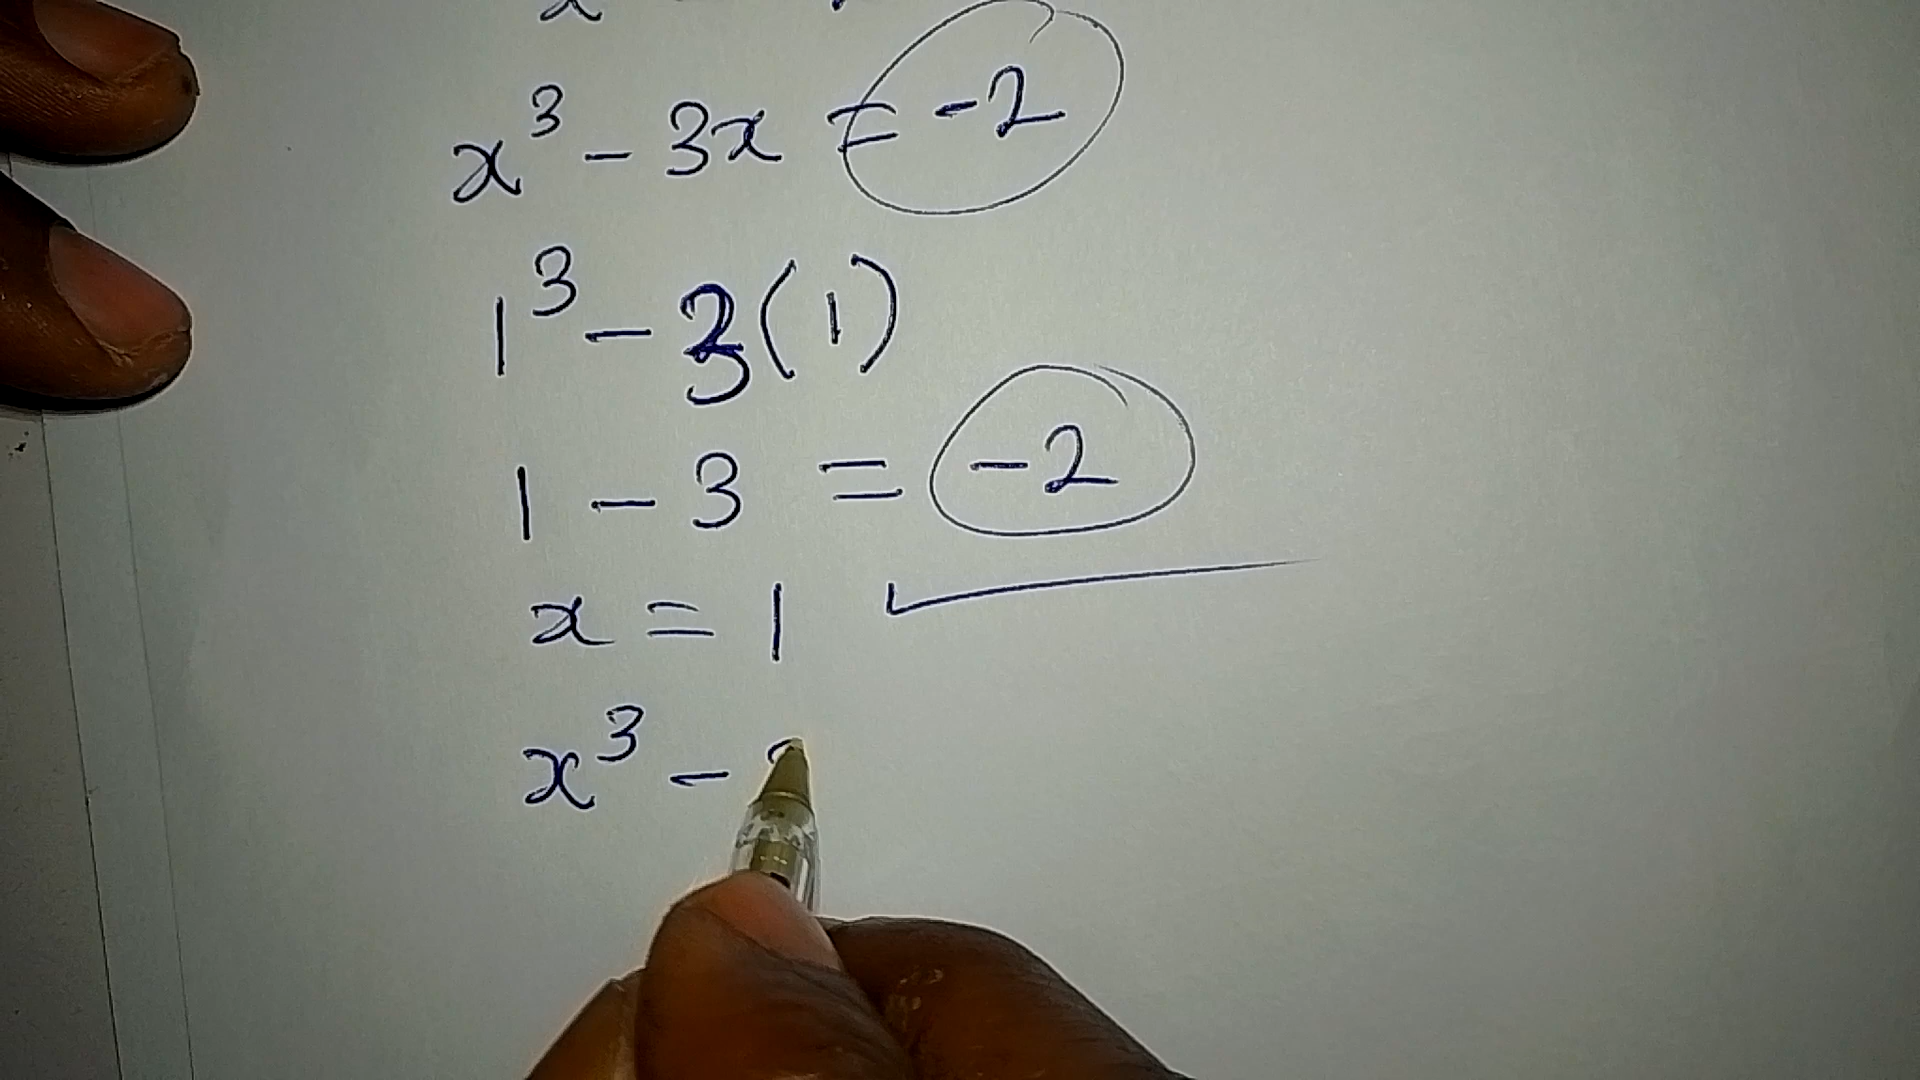 x³ - 3x = -2
1³ - 3(1)
1 - 3 = -2
x = 1
x³ -